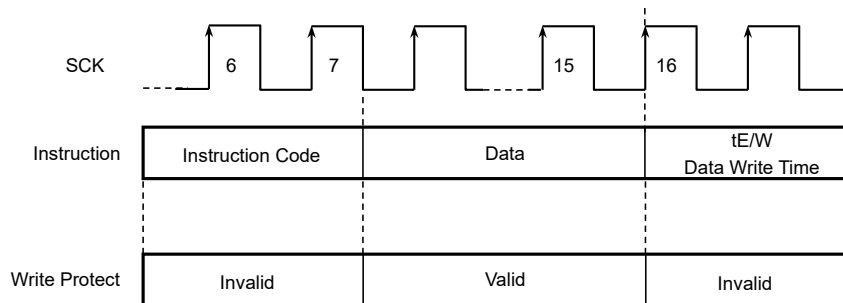 SCK
6
7
15
16
Instruction
Instruction Code
Data
tE/W
Data Write Time
Write Protect
Invalid
Valid
Invalid